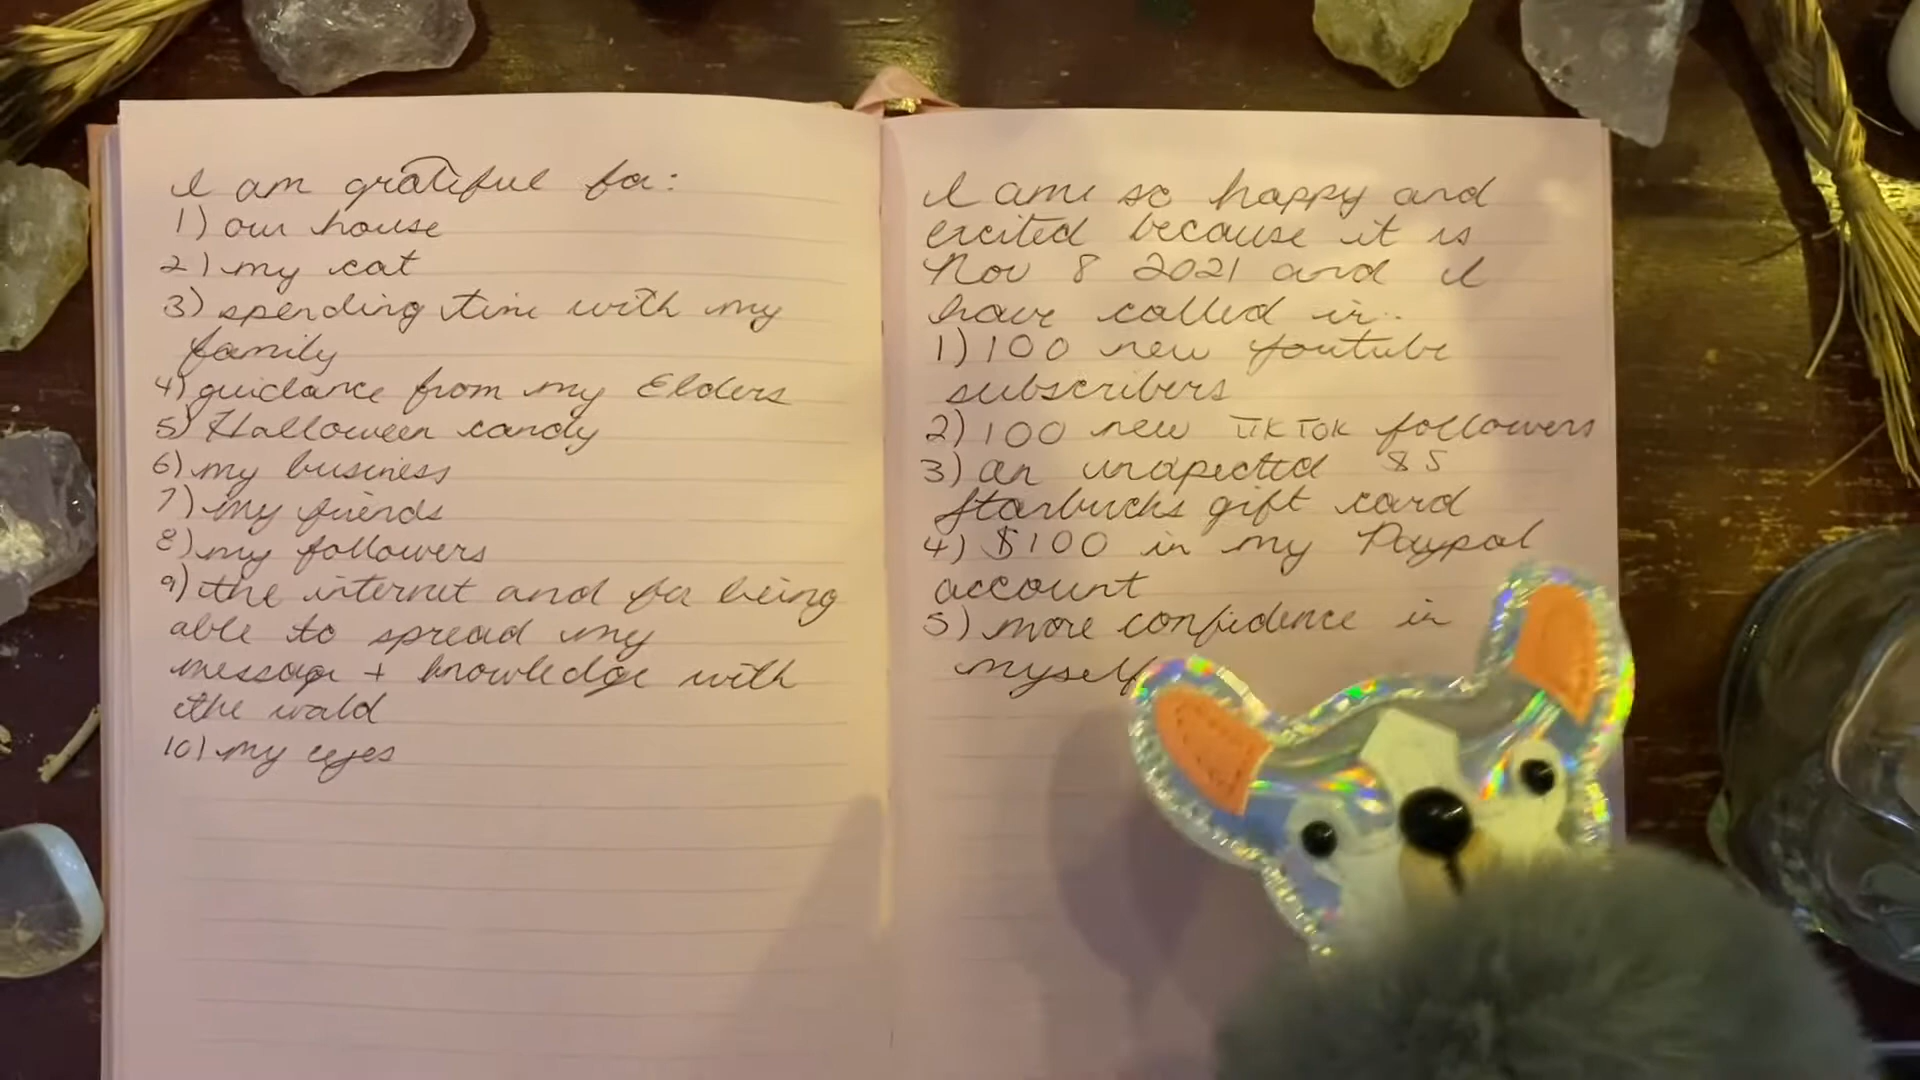 I am grateful for:
1) our house
2) my cat
3) spending time with my
family
4) guidance from my Elders
5) Halloween candy
6) my business
7) my friends
8) my followers
9) the internet and for being
able to spread my
message + knowledge with
the world
10) my eyes
I am so happy and
excited because it is
Nov 8 2021 and I
have called in..
1) 100 new youtube
subscribers
2) 100 new TikTok followers
3) an unxpected $5
Starbucks gift card
4) $100 in my Paypal
account
5) more confidence in
myself